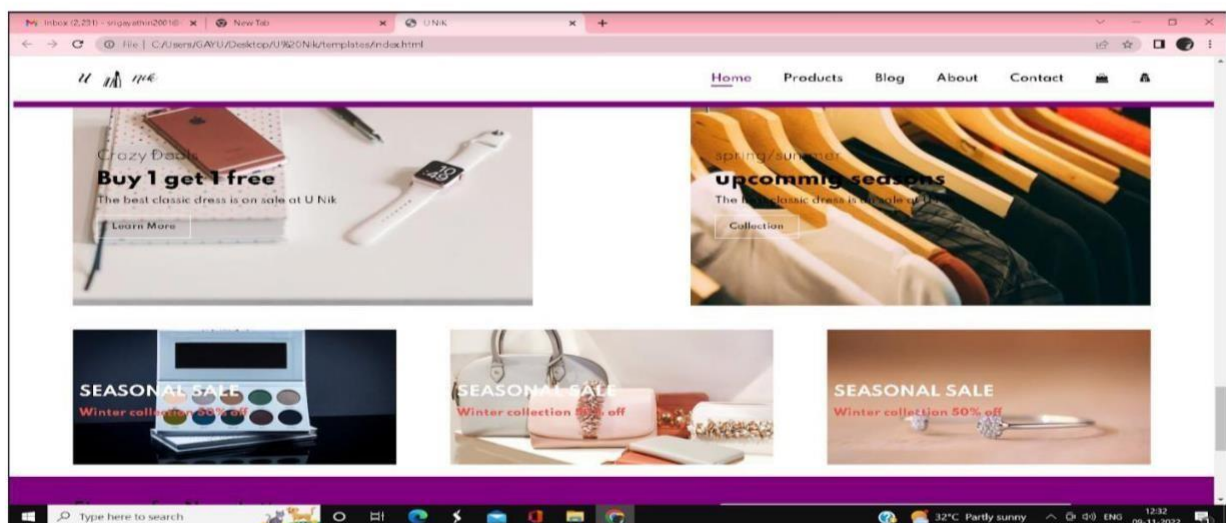 Inbox (2,291) - srigayathiri2001@
New Tab
U NIK
File | C:/Users/GAYU/Desktop/U%20Nik/templates/index.html
U Nik
Home Products Blog About Contact
Crazy Deals
Buy 1 get 1 free
The best classic dress is on sale at U Nik
Learn More
spring/summer
upcommig seasons
The best classic dress is on sale at U Nik
Collection
SEASONAL SALE
Winter collection 50% off
SEASONAL SALE
Winter collection 50% off
SEASONAL SALE
Winter collection 50% off
Type here to search
32°C Partly sunny
ENG
12:32
09-11-2022